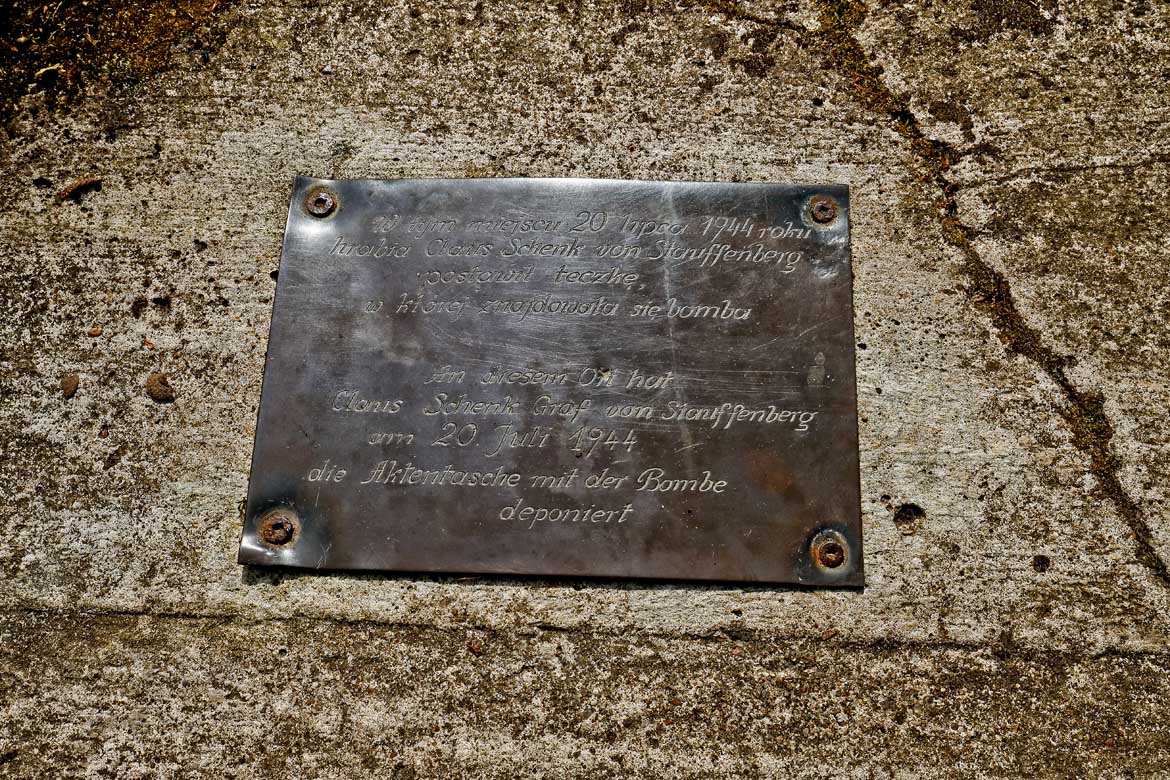 W tym miejscu 20 lipca 1944 roku
hrabia Claus Schenk von Stauffenberg
postawił teczkę,
w której znajdowała się bomba
An diesem Ort hat
Claus Schenk Graf von Stauffenberg
am 20. Juli 1944
die Aktentasche mit der Bombe
deponiert